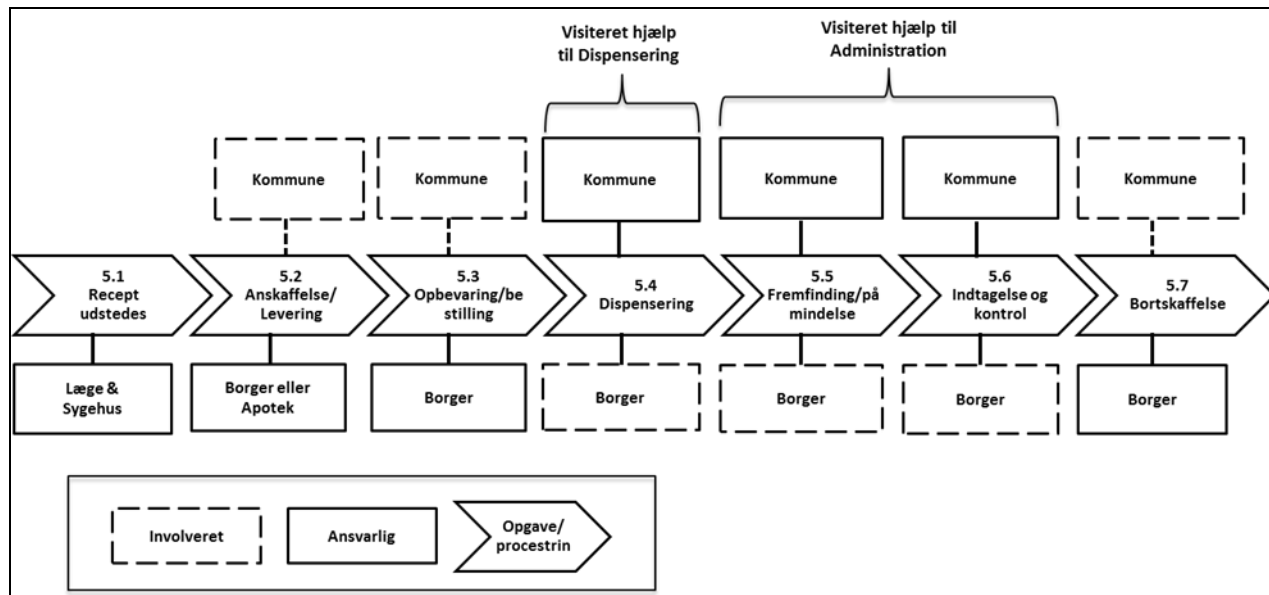 Visiteret hjælp
til Dispensering
Visiteret hjælp til
Administration
Kommune
Kommune
Kommune
Kommune
Kommune
Kommune
5.1
Recept
udstedes
5.2
Anskaffelse/
Levering
5.3
Opbevaring/be
stilling
5.4
Dispensering
5.5
Fremfinding/på
mindelse
5.6
Indtagelse og
kontrol
5.7
Bortskaffelse
Læge &
Sygehus
Borger eller
Apotek
Borger
Borger
Borger
Borger
Borger
Involveret
Ansvarlig
Opgave/
procestrin